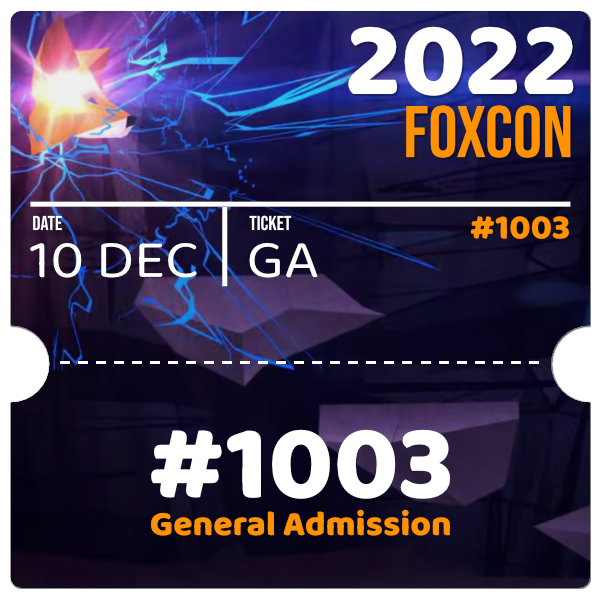 2022
FOXCON
DATE
10 DEC
TICKET
GA
#1003
#1003
General Admission